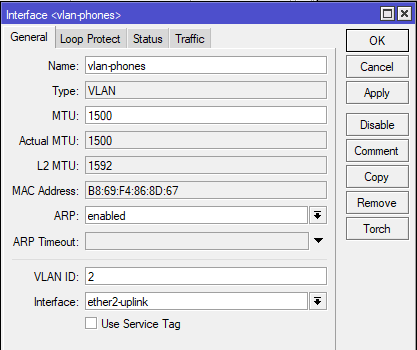 Interface <vlan-phones>
General Loop Protect Status Traffic
Name: vlan-phones
Type: VLAN
MTU: 1500
Actual MTU: 1500
L2 MTU: 1592
MAC Address: B8:69:F4:86:8D:67
ARP: enabled
ARP Timeout:
VLAN ID: 2
Interface: ether2-uplink
Use Service Tag
OK
Cancel
Apply
Disable
Comment
Copy
Remove
Torch